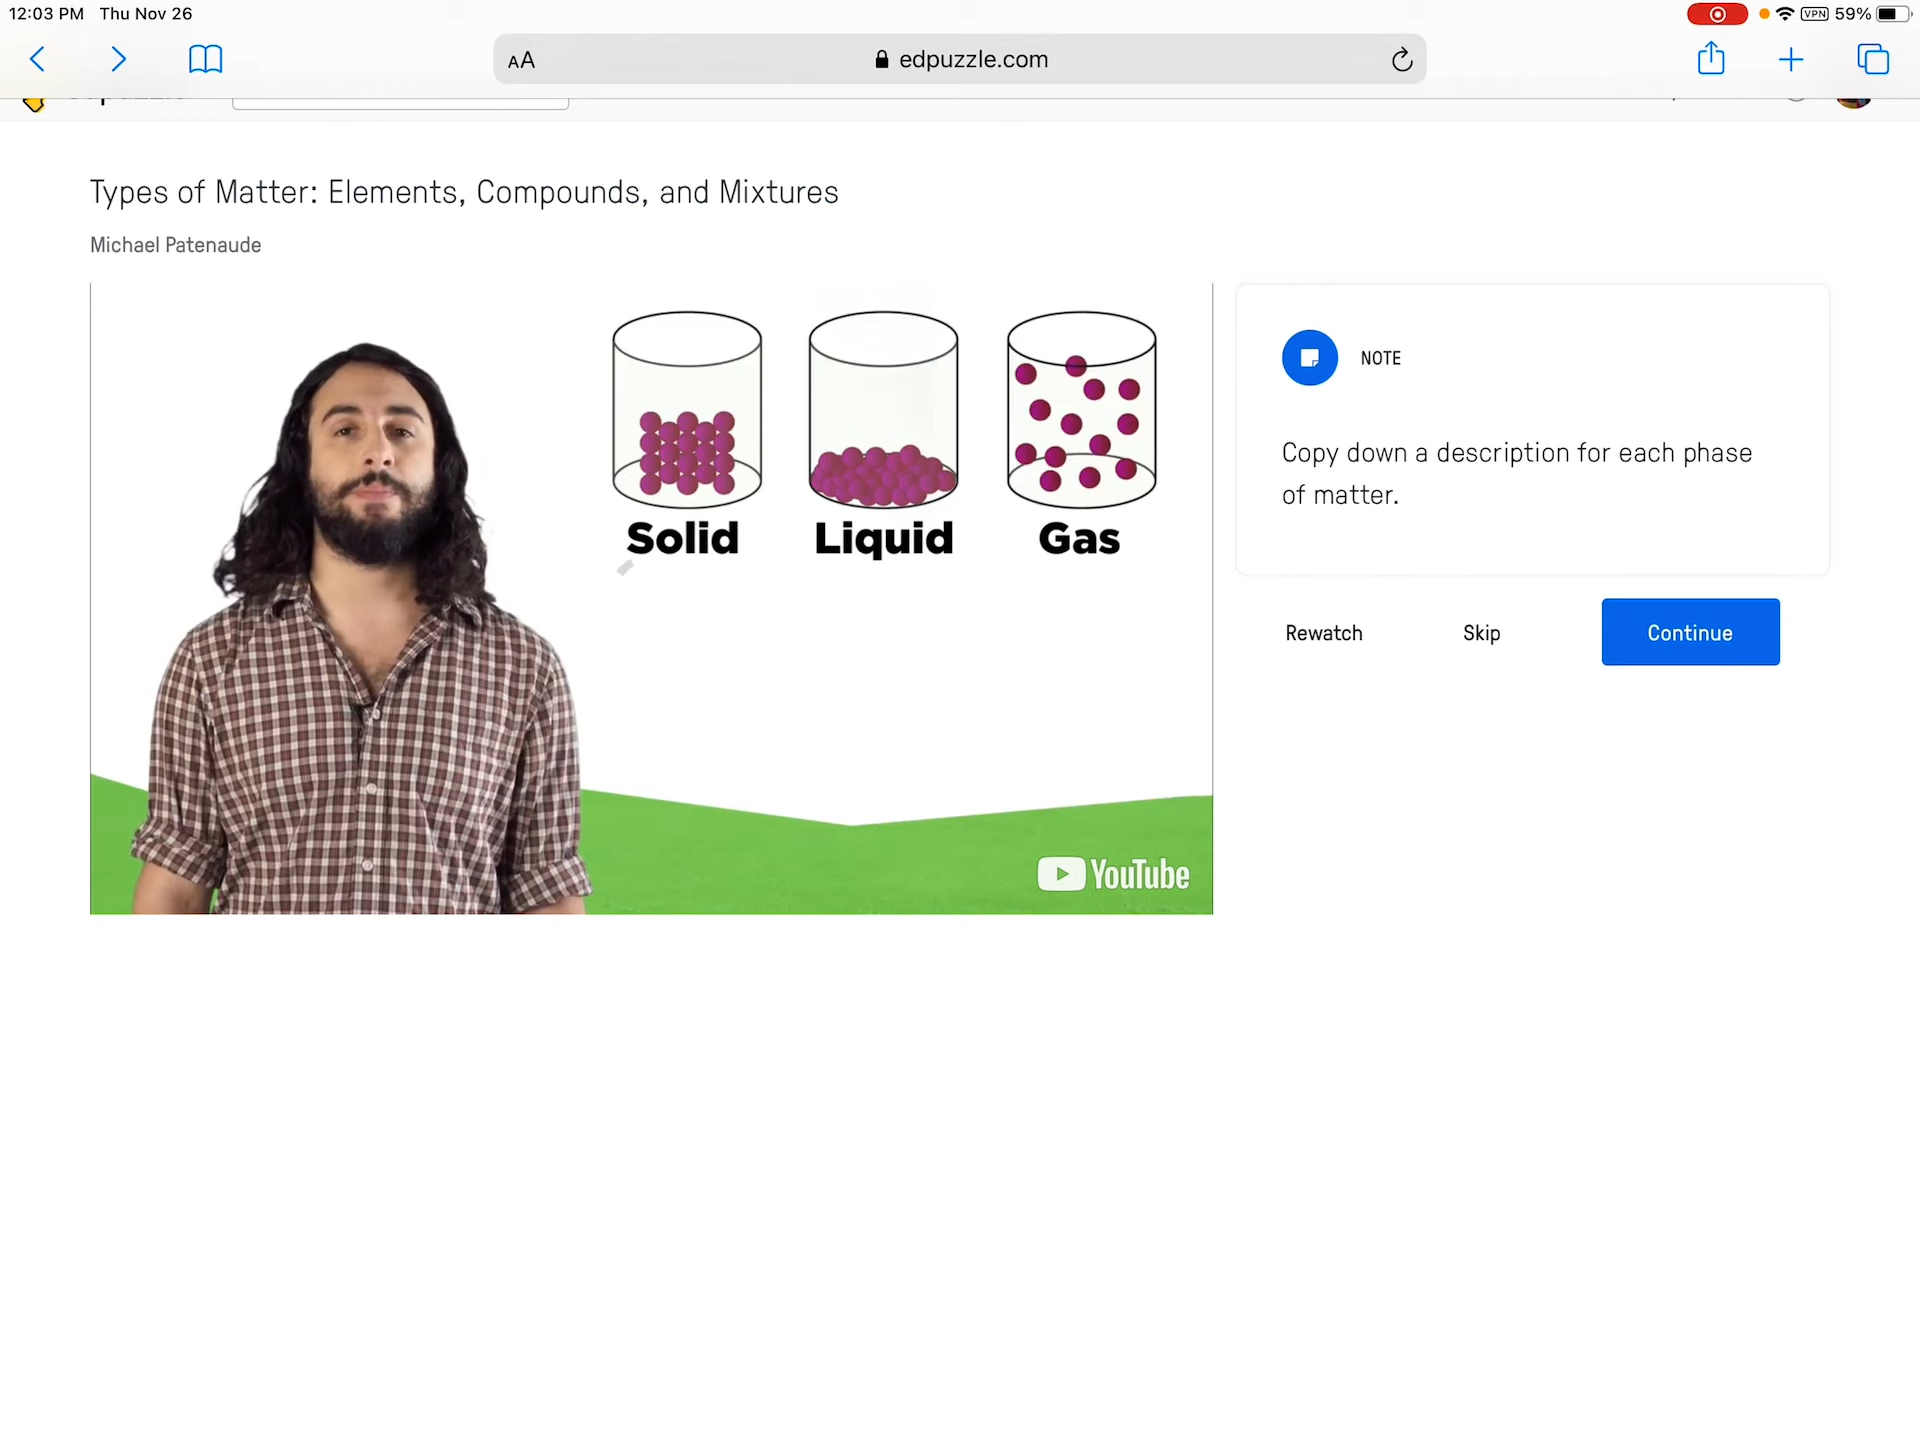 12:03 PM Thu Nov 26
VPN 59%
AA
edpuzzle.com
Types of Matter: Elements, Compounds, and Mixtures
Michael Patenaude
Solid Liquid Gas
YouTube
NOTE
Copy down a description for each phase
of matter.
Rewatch Skip Continue